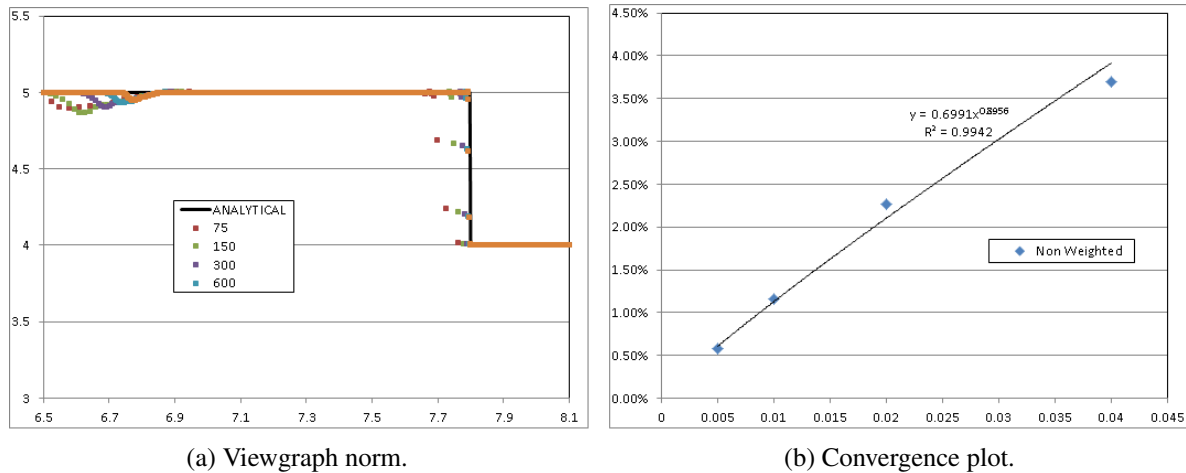 5.5
5
4.5
4
3.5
3
6.5 6.7 6.9 7.1 7.3 7.5 7.7 7.9 8.1
ANALYTICAL
75
150
300
600
(a) Viewgraph norm.
4.50%
4.00%
3.50%
3.00%
2.50%
2.00%
1.50%
1.00%
0.50%
0.00%
0 0.005 0.01 0.015 0.02 0.025 0.03 0.035 0.04 0.045
y = 0.6991x
R² = 0.9942
Non Weighted
(b) Convergence plot.